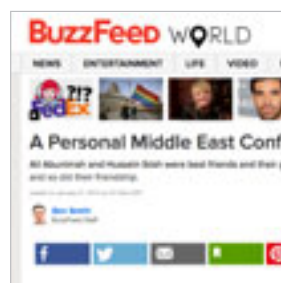 BuzzFeed WORLD
NEWS ENTERTAINMENT LIFE VIDEO
?!?
FedEx
A Personal Middle East Conf
Ali Abunimah and Hussein Ibish were best friends and their
and so did their friendship.
Ben Smith
BuzzFeed Staff
f